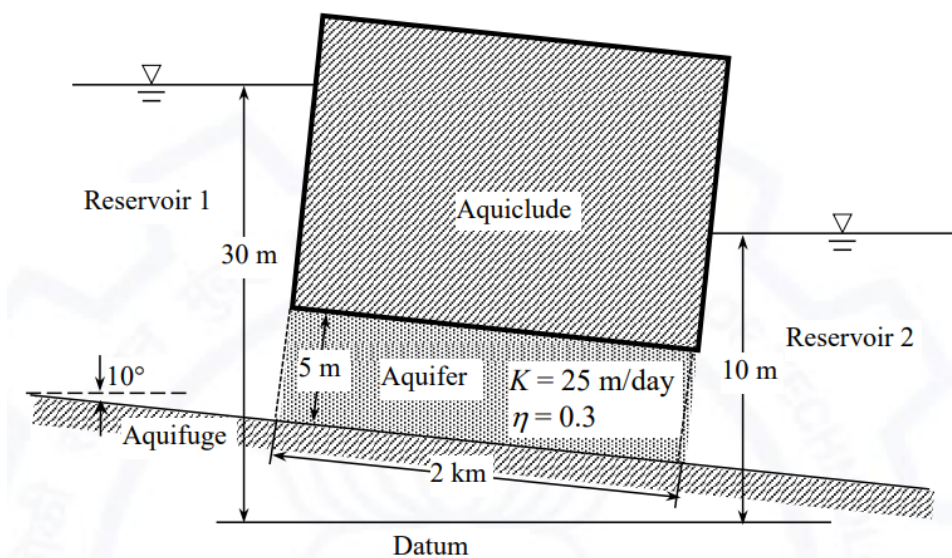 Reservoir 1
Aquiclude
30 m
Reservoir 2
10 m
5 m
Aquifer
K = 25 m/day
η = 0.3
10°
Aquifuge
2 km
Datum